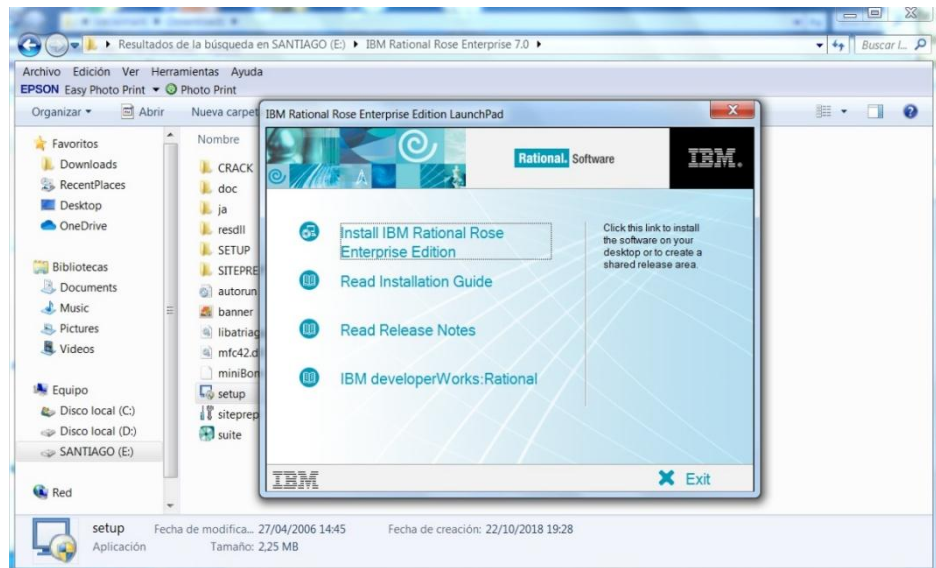 Resultados de la búsqueda en SANTIAGO (E:) IBM Rational Rose Enterprise 7.0
Buscar l...
Archivo Edición Ver Herramientas Ayuda
EPSON Easy Photo Print Photo Print
Organizar Abrir Nueva carpet
IBM Rational Rose Enterprise Edition LaunchPad
Favoritos
Downloads
RecentPlaces
Desktop
OneDrive
Bibliotecas
Documents
Music
Pictures
Videos
Equipo
Disco local (C:)
Disco local (D:)
SANTIAGO (E:)
Red
Nombre
CRACK
doc
ja
resdll
SETUP
SITEPRE
autorun
banner
libatriag
mfc42.d
miniBon
setup
siteprep
suite
Rational. Software
IBM.
Install IBM Rational Rose
Enterprise Edition
Read Installation Guide
Read Release Notes
IBM developerWorks:Rational
Click this link to install
the software on your
desktop or to create a
shared release area.
IBM
Exit
setup Fecha de modifica... 27/04/2006 14:45 Fecha de creación: 22/10/2018 19:28
Aplicación Tamaño: 2,25 MB